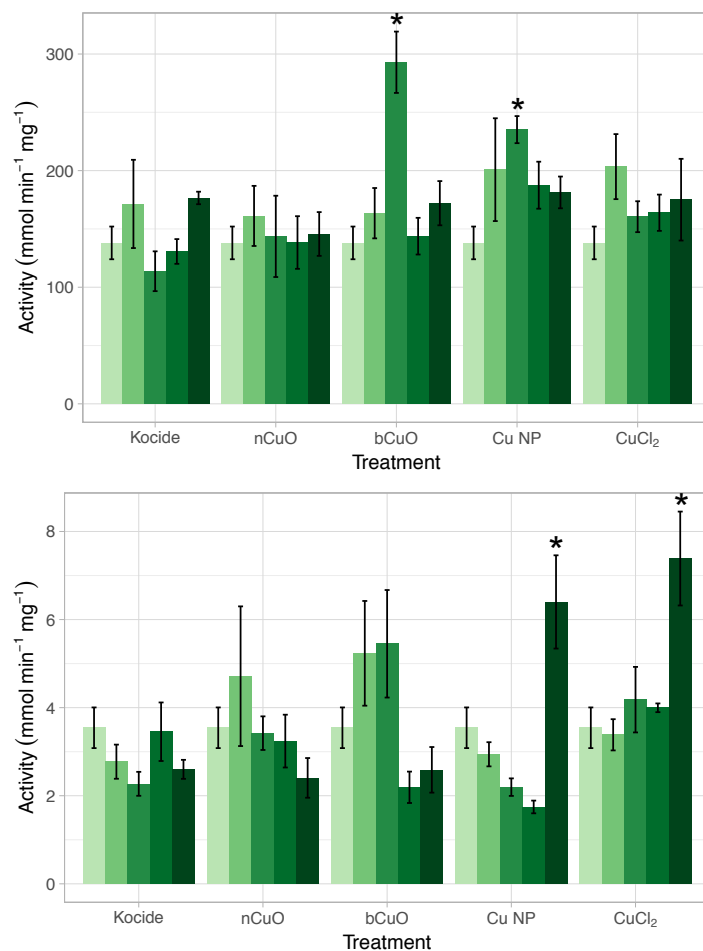 *
*
300
200
100
0
Activity (mmol min⁻¹ mg⁻¹)
Kocide nCuO bCuO Cu NP CuCl₂
Treatment
*
*
8
6
4
2
0
Activity (mmol min⁻¹ mg⁻¹)
Kocide nCuO bCuO Cu NP CuCl₂
Treatment